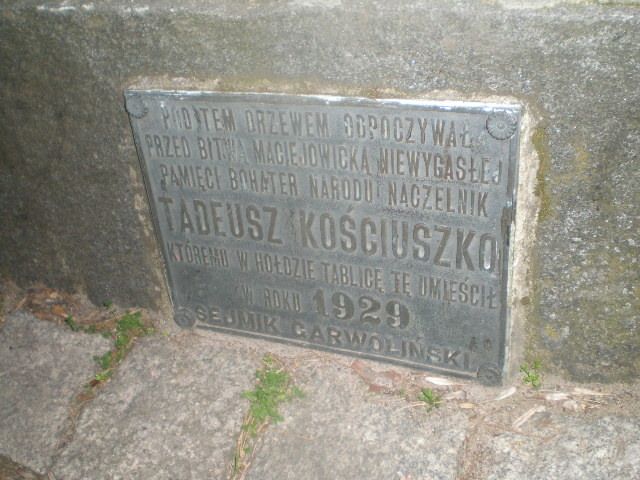 POD TEM DRZEWEM ODPOCZYWAŁ
PRZED BITWĄ MACIEJOWICKĄ NIEWYGASŁEJ
PAMIĘCI BOHATER NARODU NACZELNIK
TADEUSZ KOŚCIUSZKO
KTÓREMU W HOŁDZIE TABLICĘ TĘ UMIEŚCIŁ
W ROKU 1929
SEJMIK GARWOLIŃSKI